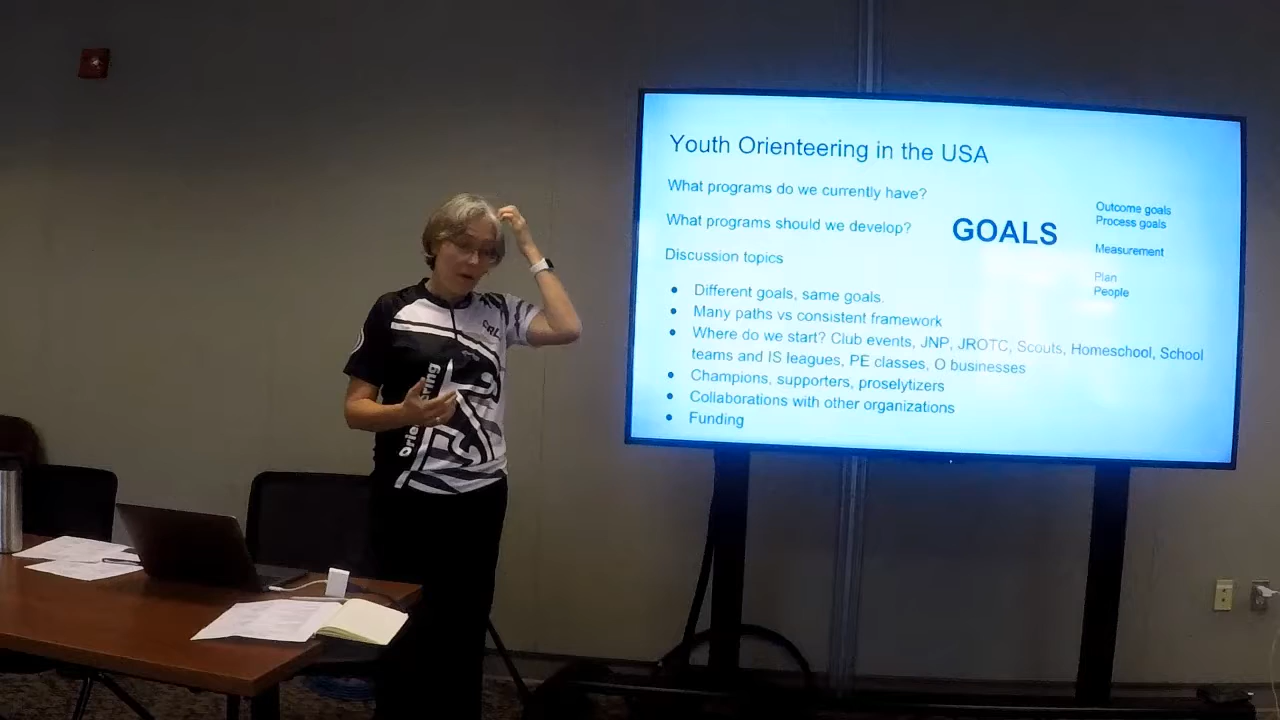 Youth Orienteering in the USA
What programs do we currently have?
What programs should we develop?
Discussion topics
• Different goals, same goals.
• Many paths vs consistent framework
• Where do we start? Club events, JNP, JROTC, Scouts, Homeschool, School
teams and IS leagues, PE classes, O businesses
• Champions, supporters, proselytizers
• Collaborations with other organizations
• Funding
GOALS
Outcome goals
Process goals
Measurement
Plan
People